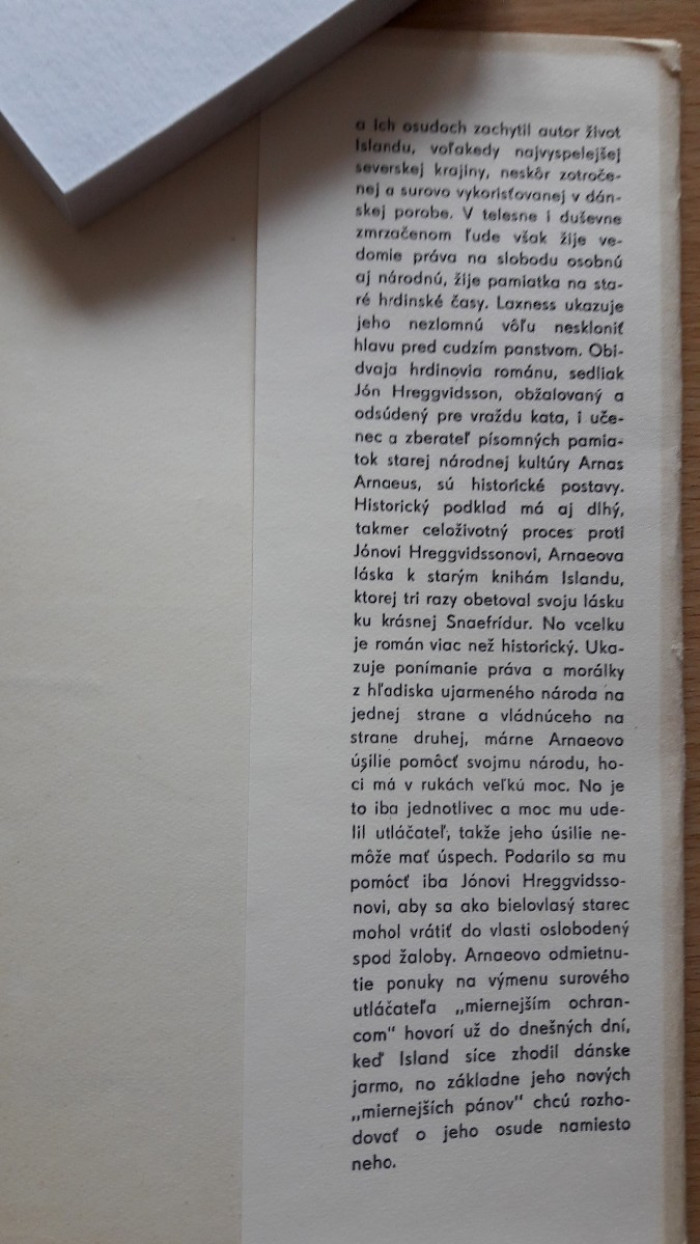 a ich osudoch zachytil autor život
Islandu, voľakedy najvyspelejšej
severskej krajiny, neskôr zotroče-
nej a surovo vykorisťovanej v dán-
skej porobe. V telesne i duševne
zmrzačenom ľude však žije ve-
domie práva na slobodu osobnú
aj národnú, žije pamiatka na sta-
ré hrdinské časy. Laxness ukazuje
jeho nezlomnú vôľu neskloniť
hlavu pred cudzím panstvom. Obi-
dvaja hrdinovia románu, sedliak
Jón Hreggvidsson, obžalovaný a
odsúdený pre vraždu kata, i uče-
nec a zberateľ písomných pamia-
tok starej národnej kultúry Arnas
Arnaeus, sú historické postavy.
Historický podklad má aj dlhý,
takmer celoživotný proces proti
Jónovi Hreggvidssonovi, Arnaeova
láska k starým knihám Islandu,
ktorej tri razy obetoval svoju lásku
ku krásnej Snaefrídur. No vcelku
je román viac než historický. Uka-
zuje ponímanie práva a morálky
z hľadiska ujarmeného národa na
jednej strane a vládnúceho na
strane druhej, márne Arnaeovo
úsilie pomôcť svojmu národu, ho-
ci má v rukách veľkú moc. No je
to iba jednotlivec a moc mu ude-
lil utláčateľ, takže jeho úsilie ne-
môže mať úspech. Podarilo sa mu
pomôcť iba Jónovi Hreggvidsso-
novi, aby sa ako bielovlasý starec
mohol vrátiť do vlasti oslobodený
spod žaloby. Arnaeovo odmietnu-
tie ponuky na výmenu surového
utláčateľa „miernejším ochran-
com" hovorí už do dnešných dní,
keď Island síce zhodil dánske
jarmo, no základne jeho nových
„miernejších pánov" chcú rozho-
dovať o jeho osude namiesto
neho.